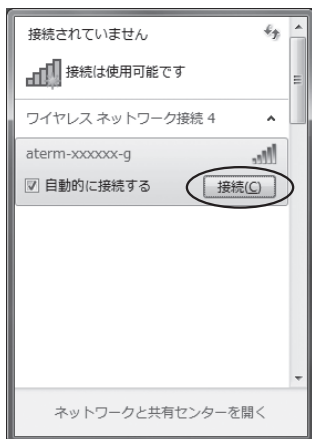 接続されていません
接続は使用可能です
ワイヤレス ネットワーク接続 4
aterm-xxxxxx-g
自動的に接続する
接続(C)
ネットワークと共有センターを開く